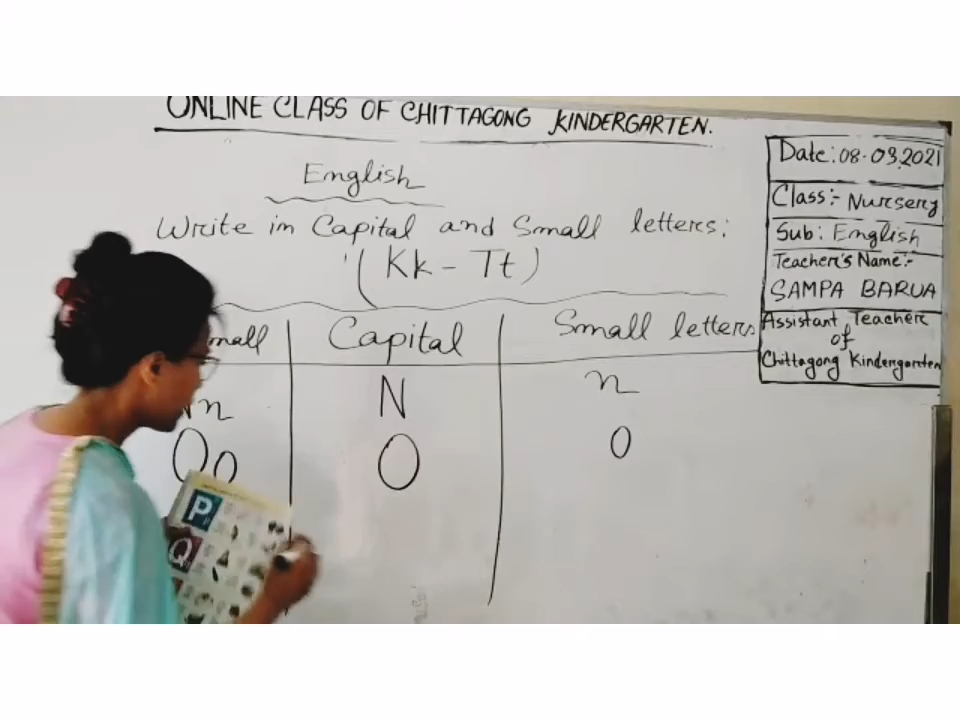 ONLINE CLASS OF CHITTAGONG KINDERGARTEN.
English
Write in Capital and Small letters:
(Kk - Tt)
Date: 08.03.2021
Class:- Nursery
Sub: English
Teacher's Name:-
SAMPA BARUA
Assistant Teacher
of
Chittagong Kindergarten
Capital Small letters
n N n
Oo O o
P
Q